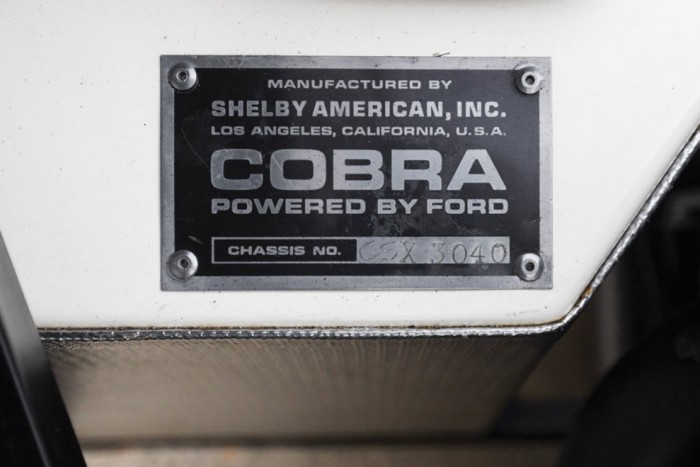 MANUFACTURED BY
SHELBY AMERICAN, INC.
LOS ANGELES, CALIFORNIA, U.S.A.
COBRA
POWERED BY FORD
CHASSIS NO. CSX 3040